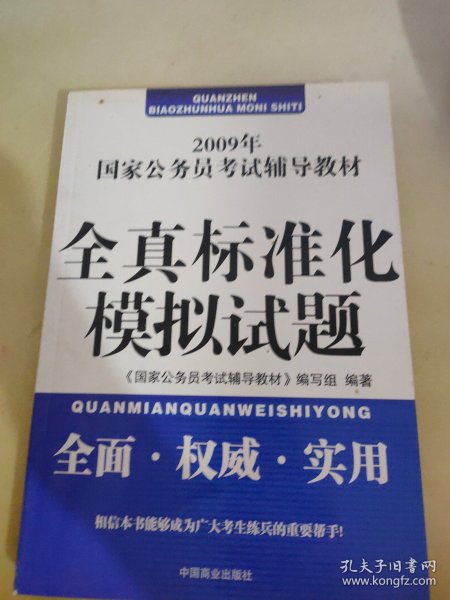 QUANZHEN
BIAOZHUNHUA MONI SHITI
2009年
国家公务员考试辅导教材
全真标准化
模拟试题
《国家公务员考试辅导教材》编写组 编著
QUANMIANQUANWEISHIYONG
全面·权威·实用
相信本书能够成为广大考生练兵的重要帮手!
中国商业出版社
孔夫子旧书网
www.kongfz.com